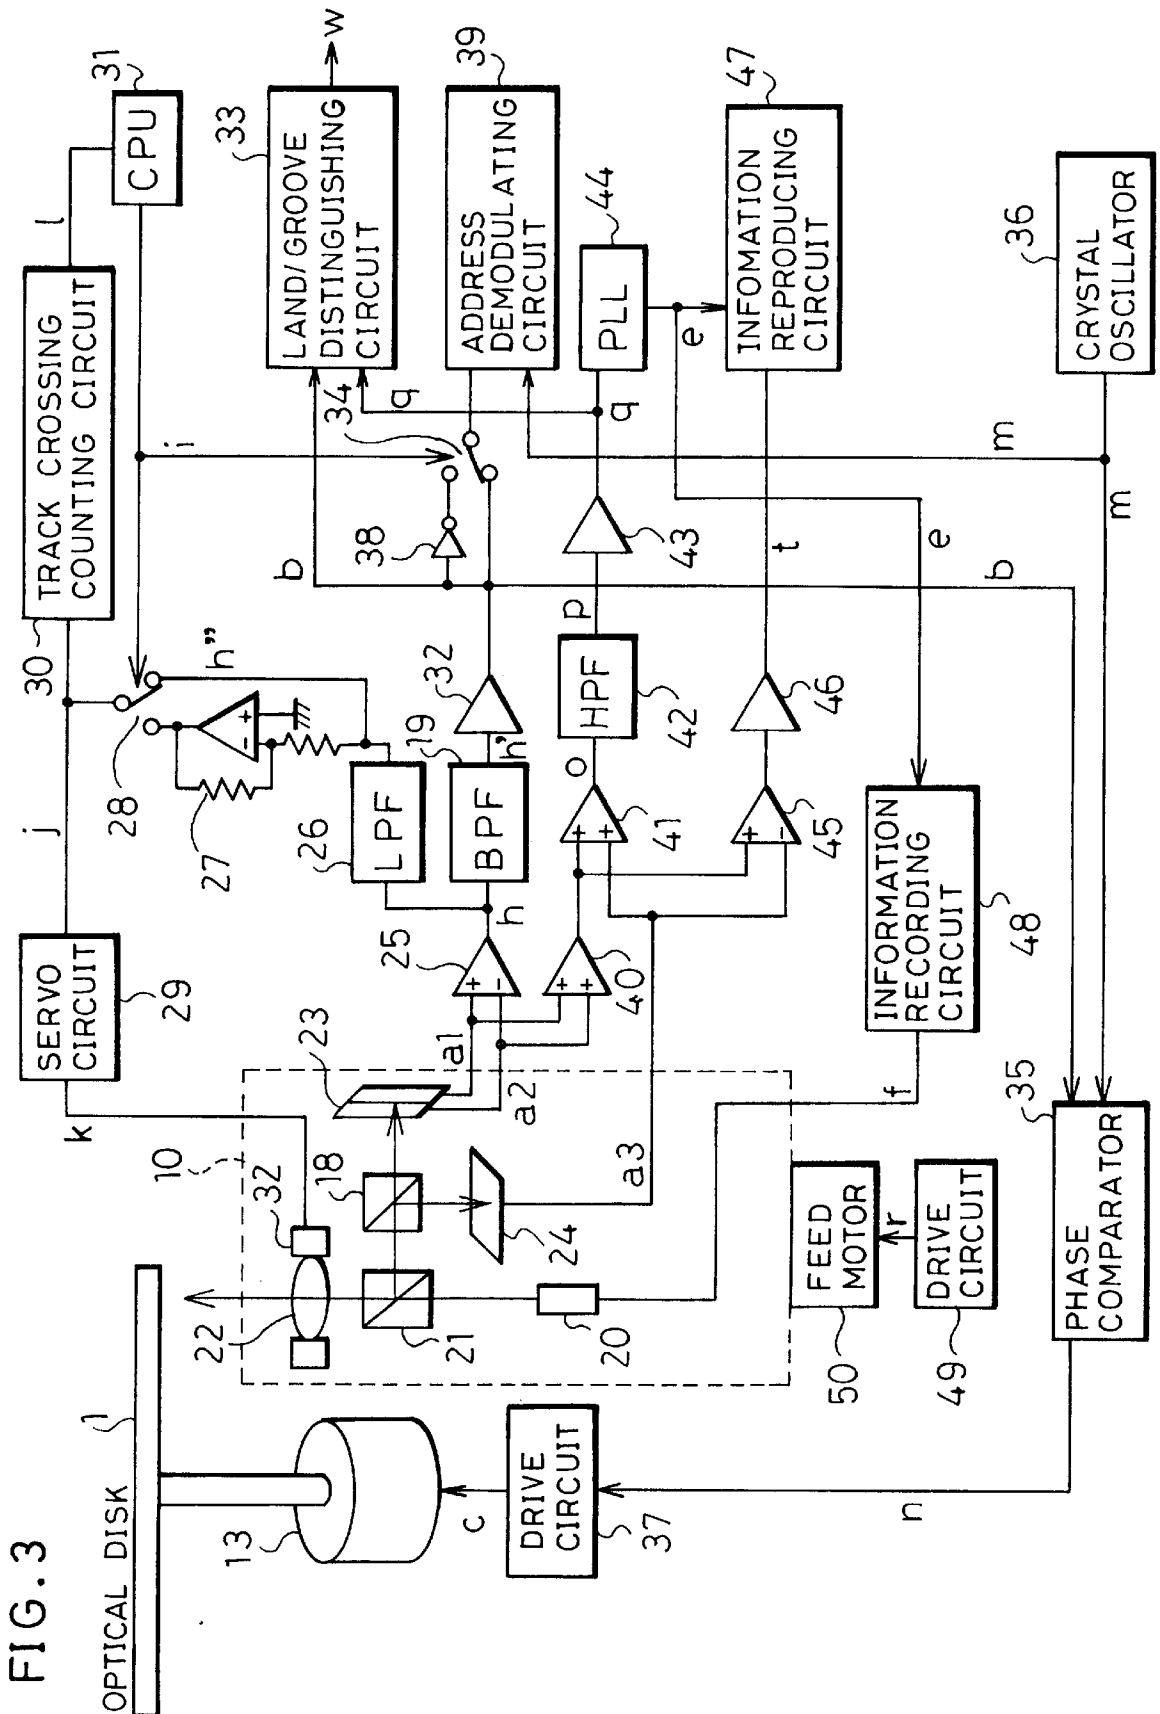 FIG.3
OPTICAL DISK
1
13
c
DRIVE
CIRCUIT
37
n
10
22
32
21
20
18
23
24
k
a1
a2
a3
f
FEED
MOTOR
50
r
DRIVE
CIRCUIT
49
PHASE
COMPARATOR
35
SERVO
CIRCUIT
29
j
28
27
-
+
h"
LPF
26
25
+
-
h
BPF
19
h'
32
40
+
+
41
+
+
o
HPF
42
p
43
45
+
-
46
t
INFORMATION
RECORDING
CIRCUIT
48
e
b
b
38
34
i
TRACK CROSSING
COUNTING CIRCUIT
30
l
CPU
31
LAND/GROOVE
DISTINGUISHING
CIRCUIT
33
w
q
q
ADDRESS
DEMODULATING
CIRCUIT
39
PLL
44
e
INFOMATION
REPRODUCING
CIRCUIT
47
m
m
CRYSTAL
OSCILLATOR
36